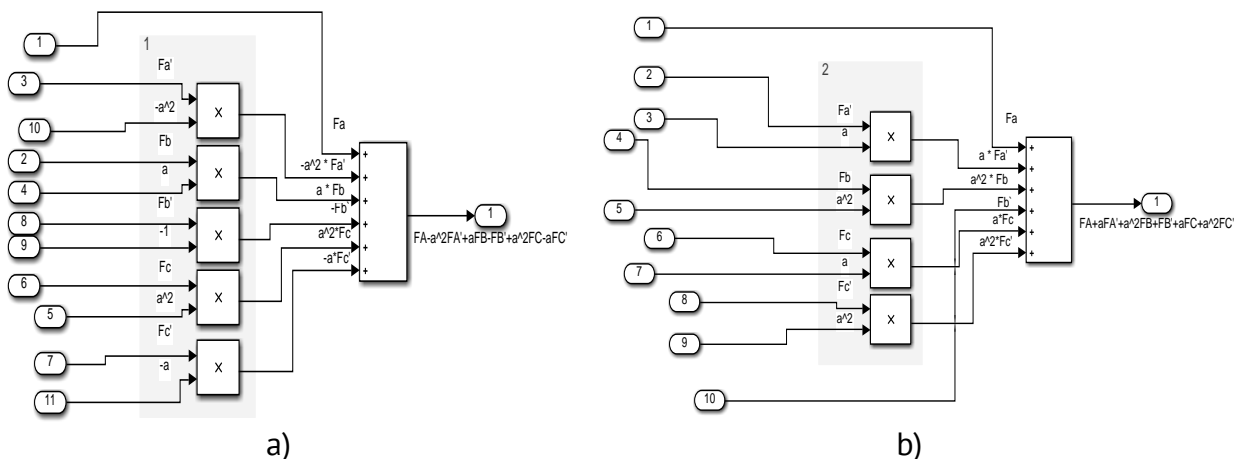 1
1
Fa'
3
-a^2
X
10
Fb
2
a
X
4
Fb'
8
-1
X
9
Fc
6
a^2
X
5
Fc'
7
-a
X
11
Fa
-a^2 * Fa'
a * Fb
-Fb`
a^2*Fc
-a*Fc'
+
+
+
+
+
+
1
FA-a^2FA'+aFB-FB'+a^2FC-aFC'
a)
1
2
2
Fa'
3
a
X
4
Fb
a^2
X
5
6
Fc
a
X
7
Fc'
8
a^2
X
9
10
Fa
a * Fa'
a^2 * Fb
Fb`
a*Fc
a^2*Fc'
+
+
+
+
+
+
1
FA+aFA'+a^2FB+FB'+aFC+a^2FC'
b)